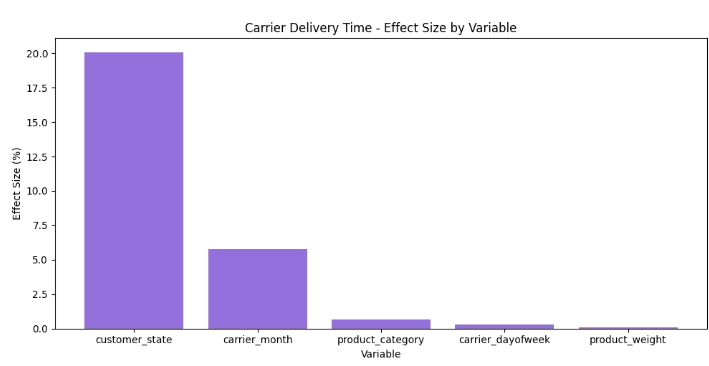 Carrier Delivery Time - Effect Size by Variable
20.0
17.5
15.0
12.5
10.0
7.5
5.0
2.5
0.0
Effect Size (%)
customer_state carrier_month product_category carrier_dayofweek product_weight
Variable